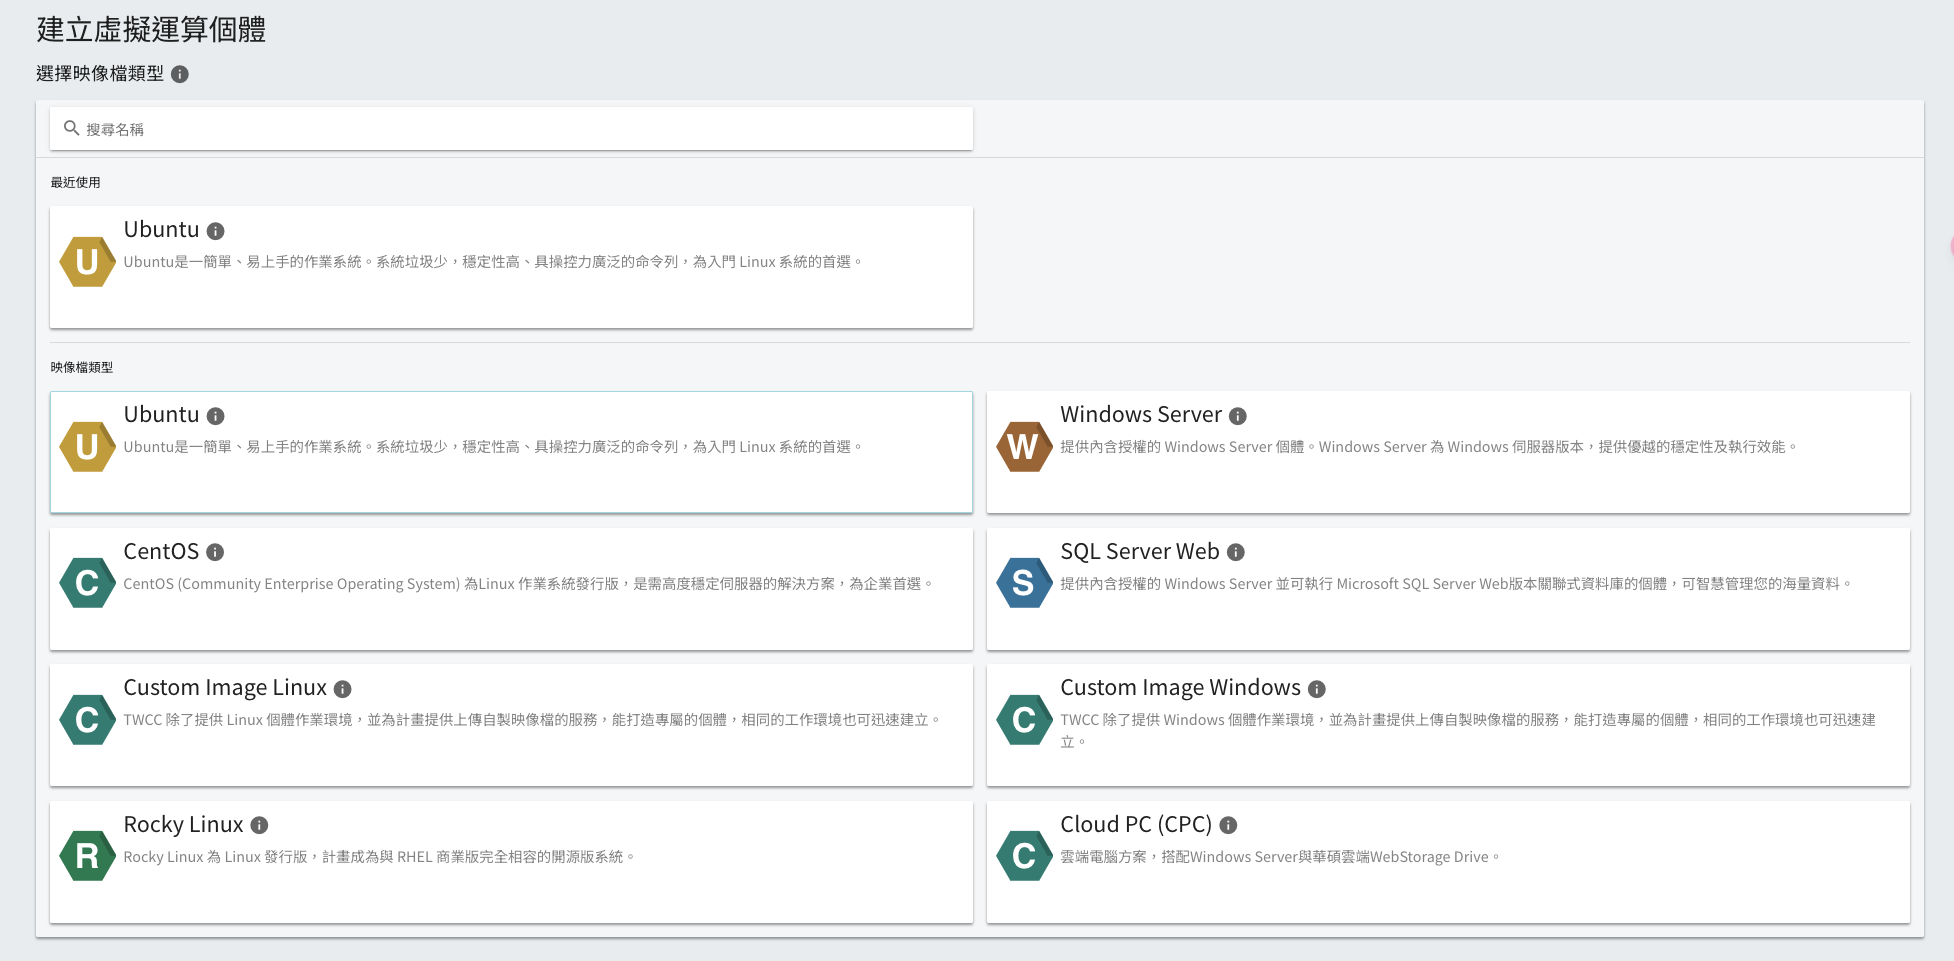 建立虛擬運算個體
選擇映像檔類型
搜尋名稱
最近使用
U
Ubuntu
Ubuntu是一簡單、易上手的作業系統。系統垃圾少，穩定性高、具操控力廣泛的命令列，為入門 Linux 系統的首選。
映像檔類型
U
Ubuntu
Ubuntu是一簡單、易上手的作業系統。系統垃圾少，穩定性高、具操控力廣泛的命令列，為入門 Linux 系統的首選。
W
Windows Server
提供內含授權的 Windows Server 個體。Windows Server 為 Windows 伺服器版本，提供優越的穩定性及執行效能。
C
CentOS
CentOS (Community Enterprise Operating System) 為Linux 作業系統發行版，是需高度穩定伺服器的解決方案，為企業首選。
S
SQL Server Web
提供內含授權的 Windows Server 並可執行 Microsoft SQL Server Web版本關聯式資料庫的個體，可智慧管理您的海量資料。
C
Custom Image Linux
TWCC 除了提供 Linux 個體作業環境，並為計畫提供上傳自製映像檔的服務，能打造專屬的個體，相同的工作環境也可迅速建立。
C
Custom Image Windows
TWCC 除了提供 Windows 個體作業環境，並為計畫提供上傳自製映像檔的服務，能打造專屬的個體，相同的工作環境也可迅速建
立。
R
Rocky Linux
Rocky Linux 為 Linux 發行版，計畫成為與 RHEL 商業版完全相容的開源版系統。
C
Cloud PC (CPC)
雲端電腦方案，搭配Windows Server與華碩雲端WebStorage Drive。